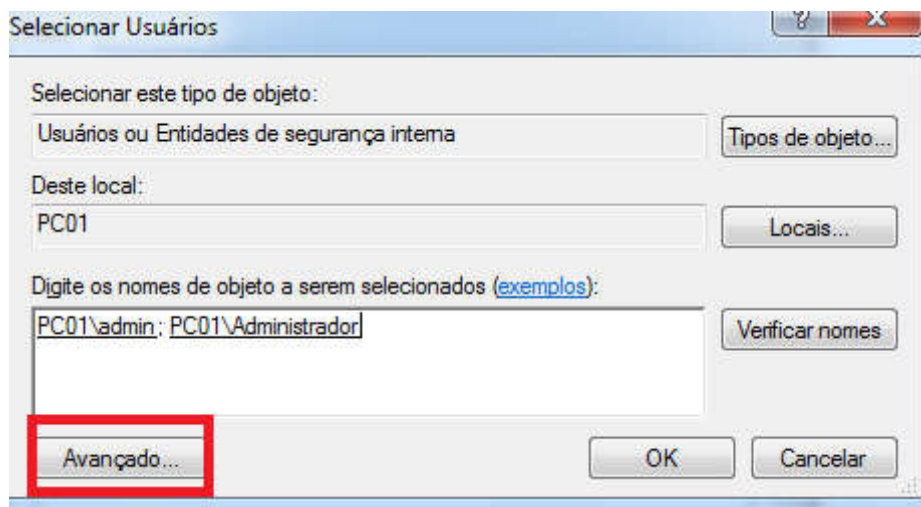 Selecionar Usuários
Selecionar este tipo de objeto:
Usuários ou Entidades de segurança interna
Tipos de objeto...
Deste local:
PC01
Locais...
Digite os nomes de objeto a serem selecionados (exemplos):
PC01\admin; PC01\Administrador
Verificar nomes
Avançado...
OK
Cancelar